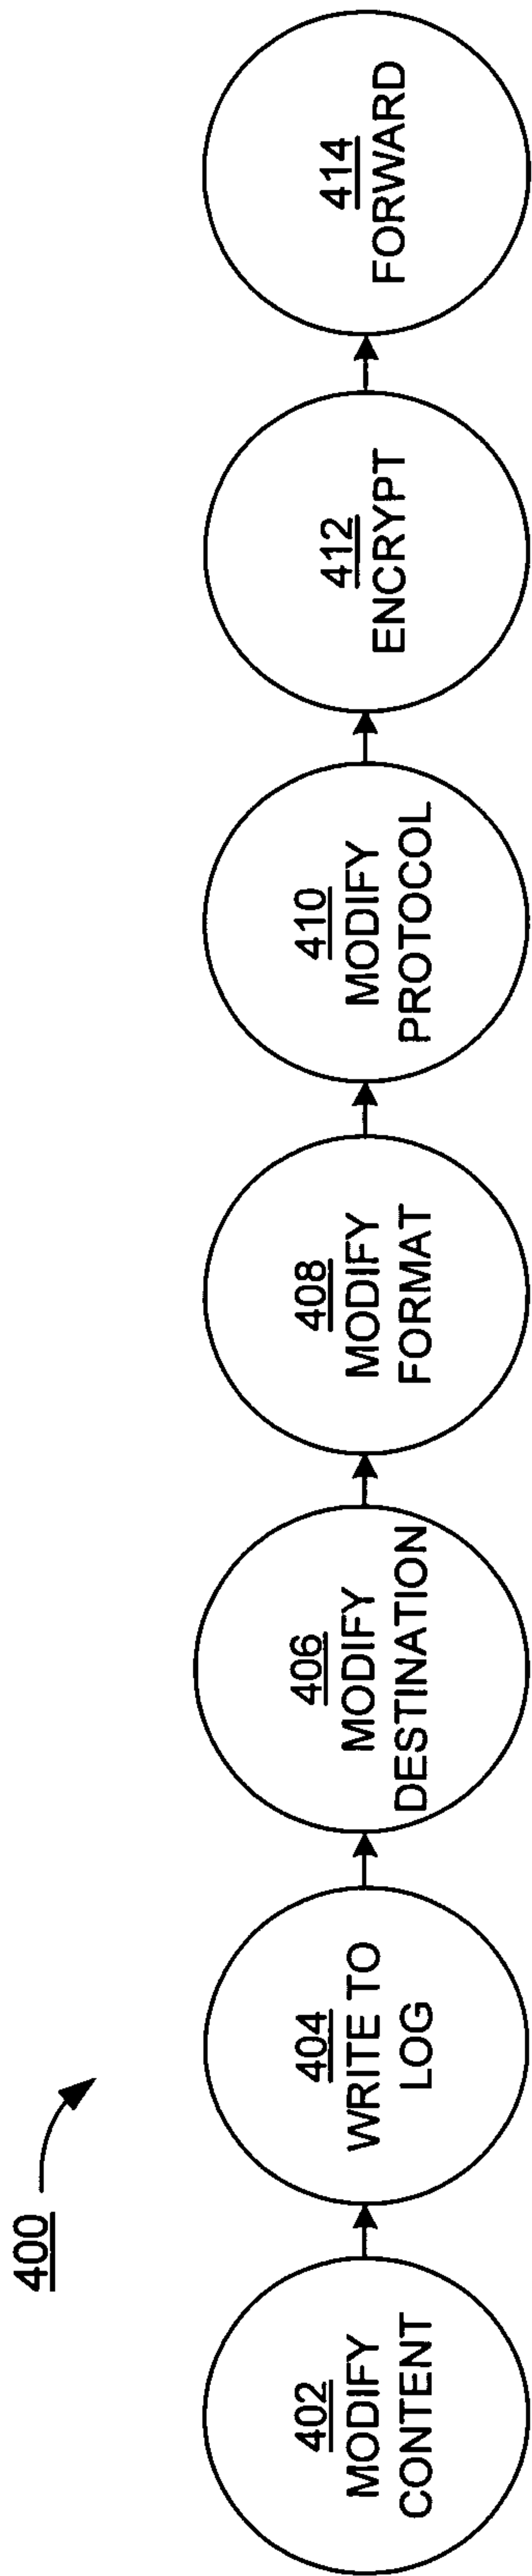 400
402
MODIFY
CONTENT
404
WRITE TO
LOG
406
MODIFY
DESTINATION
408
MODIFY
FORMAT
410
MODIFY
PROTOCOL
412
ENCRYPT
414
FORWARD